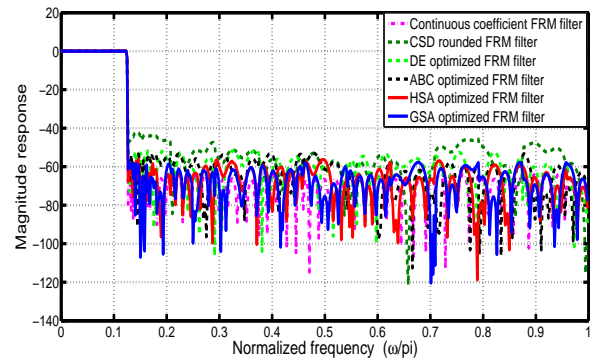 Continuous coefficient FRM filter
CSD rounded FRM filter
DE optimized FRM filter
ABC optimized FRM filter
HSA optimized FRM filter
GSA optimized FRM filter
Magnitude response
20
0
−20
−40
−60
−80
−100
−120
−140
0 0.1 0.2 0.3 0.4 0.5 0.6 0.7 0.8 0.9 1
Normalized frequency (ω/pi)